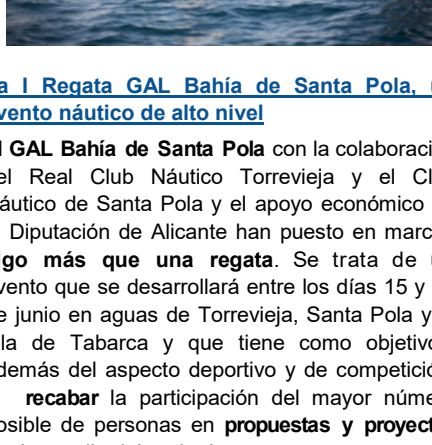 a I Regata GAL Bahía de Santa Pola, u
vento náutico de alto nivel
l GAL Bahía de Santa Pola con la colaboraci
el Real Club Náutico Torrevieja y el Cl
áutico de Santa Pola y el apoyo económico
Diputación de Alicante han puesto en marc
lgo más que una regata. Se trata de u
vento que se desarrollará entre los días 15 y
e junio en aguas de Torrevieja, Santa Pola y
la de Tabarca y que tiene como objetivo
demás del aspecto deportivo y de competició
recabar la participación del mayor núme
osible de personas en propuestas y proyect